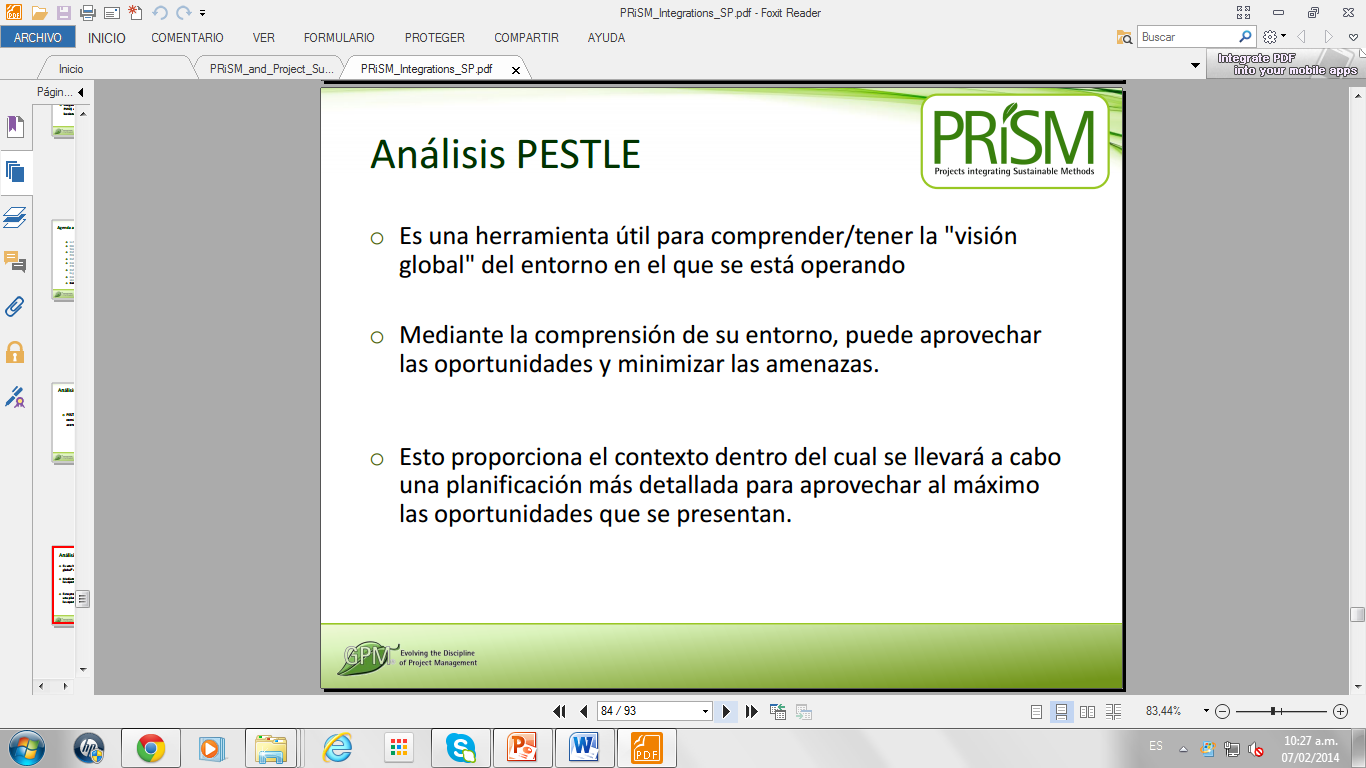 PRiSM_Integrations_SP.pdf - Foxit Reader
ARCHIVO INICIO COMENTARIO VER FORMULARIO PROTEGER COMPARTIR AYUDA
Buscar
Inicio PRiSM_and_Project_Su... PRiSM_Integrations_SP.pdf
Integrate PDF
into your mobile apps
Págin...
Análisis PESTLE
PRiSM
Projects integrating Sustainable Methods
Es una herramienta útil para comprender/tener la "visión
global" del entorno en el que se está operando
Mediante la comprensión de su entorno, puede aprovechar
las oportunidades y minimizar las amenazas.
Esto proporciona el contexto dentro del cual se llevará a cabo
una planificación más detallada para aprovechar al máximo
las oportunidades que se presentan.
GPM
Evolving the Discipline
of Project Management
84 / 93
83,44%
ES
10:27 a.m.
07/02/2014